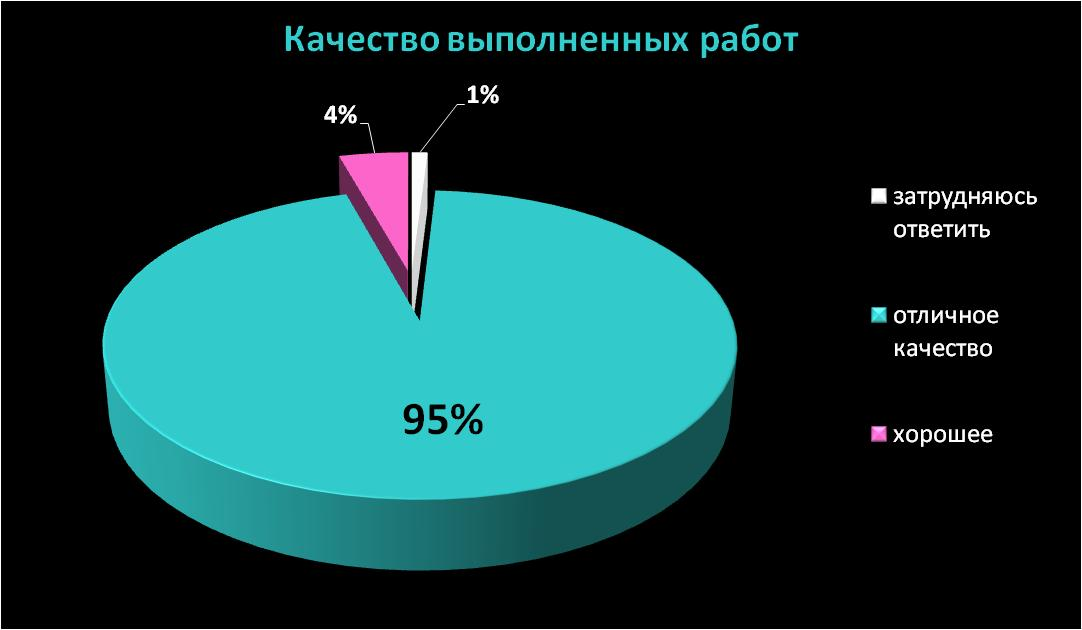 Качество выполненных работ
1%
4%
95%
затрудняюсь
ответить
отличное
качество
хорошее